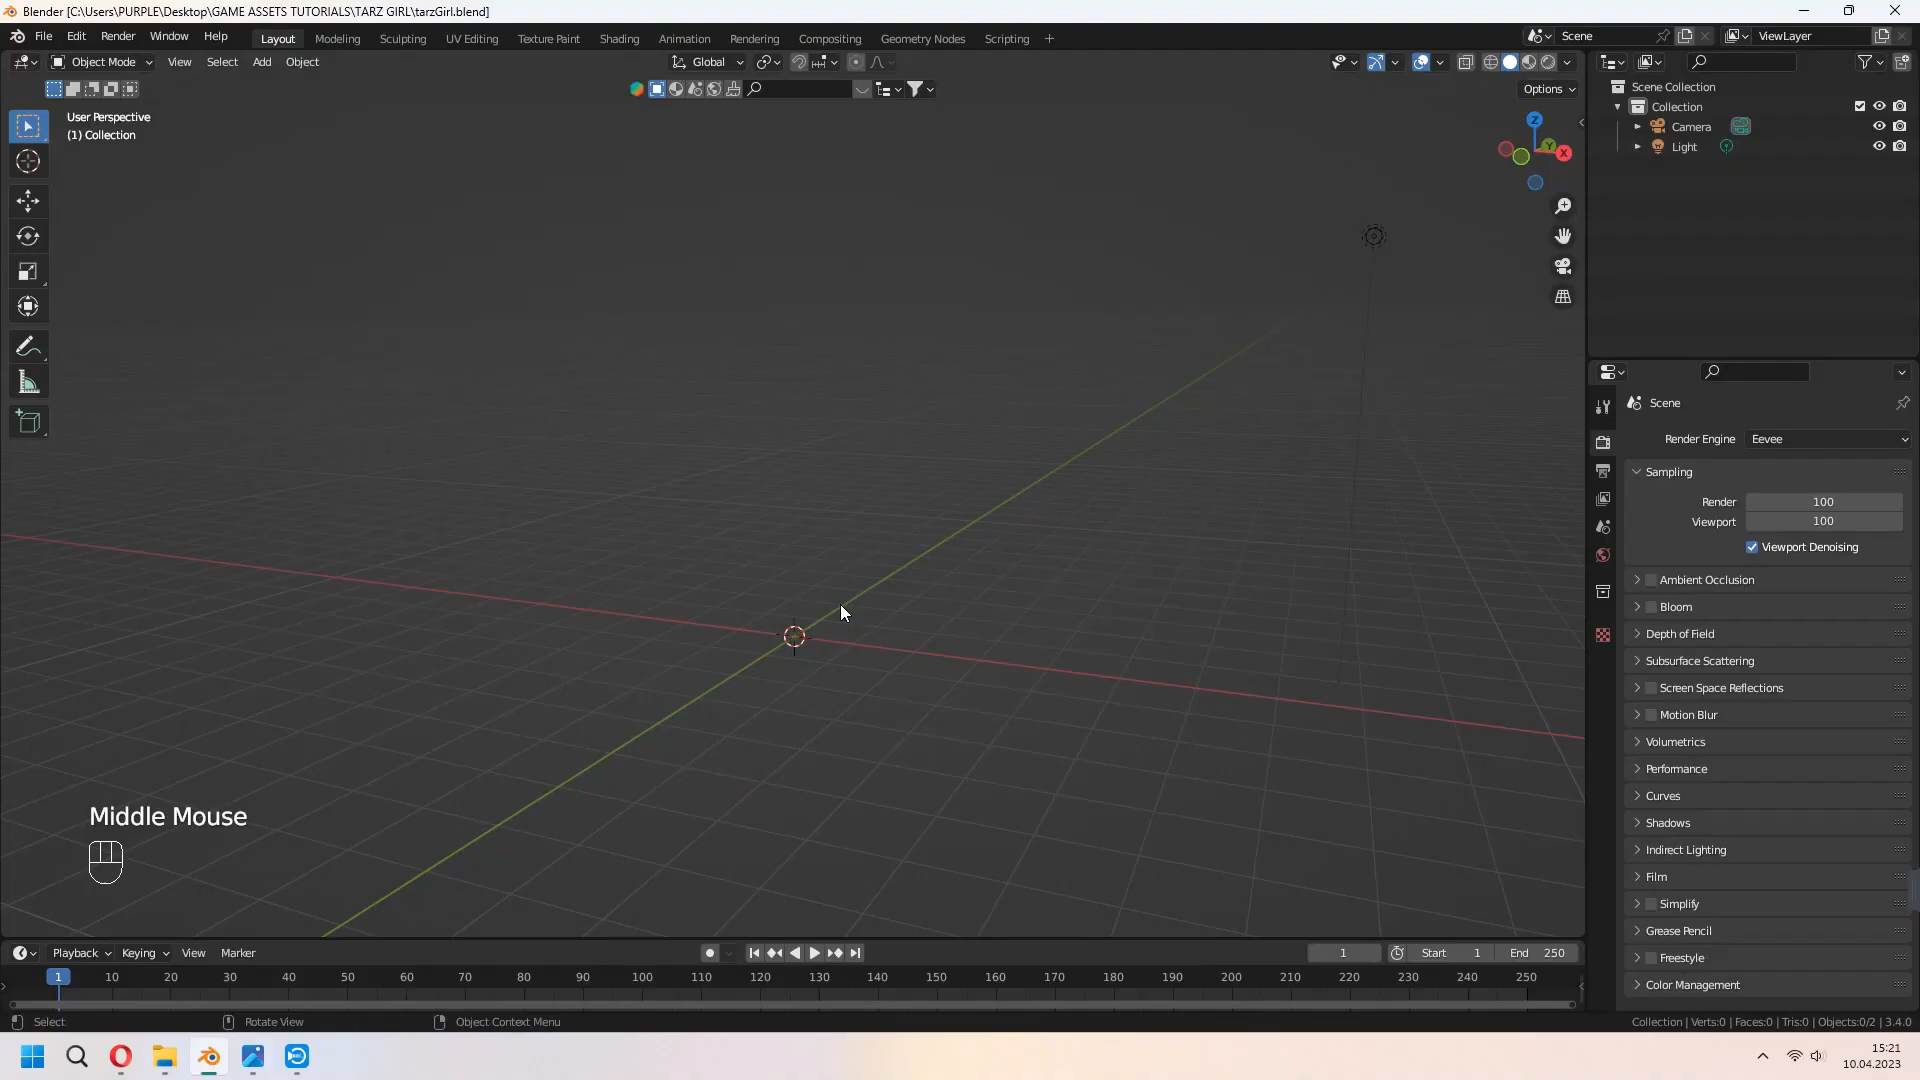 Blender [C:\Users\PURPLE\Desktop\GAME ASSETS TUTORIALS\TARZ GIRL\tarzGirl.blend]
File Edit Render Window Help Layout Modeling Sculpting UV Editing Texture Paint Shading Animation Rendering Compositing Geometry Nodes Scripting + Scene ViewLayer
Object Mode View Select Add Object Global
Options
User Perspective
(1) Collection
Z
Y
X
Scene Collection
Collection
Camera
Light
Scene
Render Engine Eevee
Sampling
Render 100
Viewport 100
Viewport Denoising
Ambient Occlusion
Bloom
Depth of Field
Subsurface Scattering
Screen Space Reflections
Motion Blur
Volumetrics
Performance
Curves
Shadows
Indirect Lighting
Film
Simplify
Grease Pencil
Freestyle
Color Management
Middle Mouse
Playback Keying View Marker 1 Start 1 End 250
1 10 20 30 40 50 60 70 80 90 100 110 120 130 140 150 160 170 180 190 200 210 220 230 240 250
Select Rotate View Object Context Menu Collection | Verts:0 | Faces:0 | Tris:0 | Objects:0/2 | 3.4.0
REC
15:21
10.04.2023